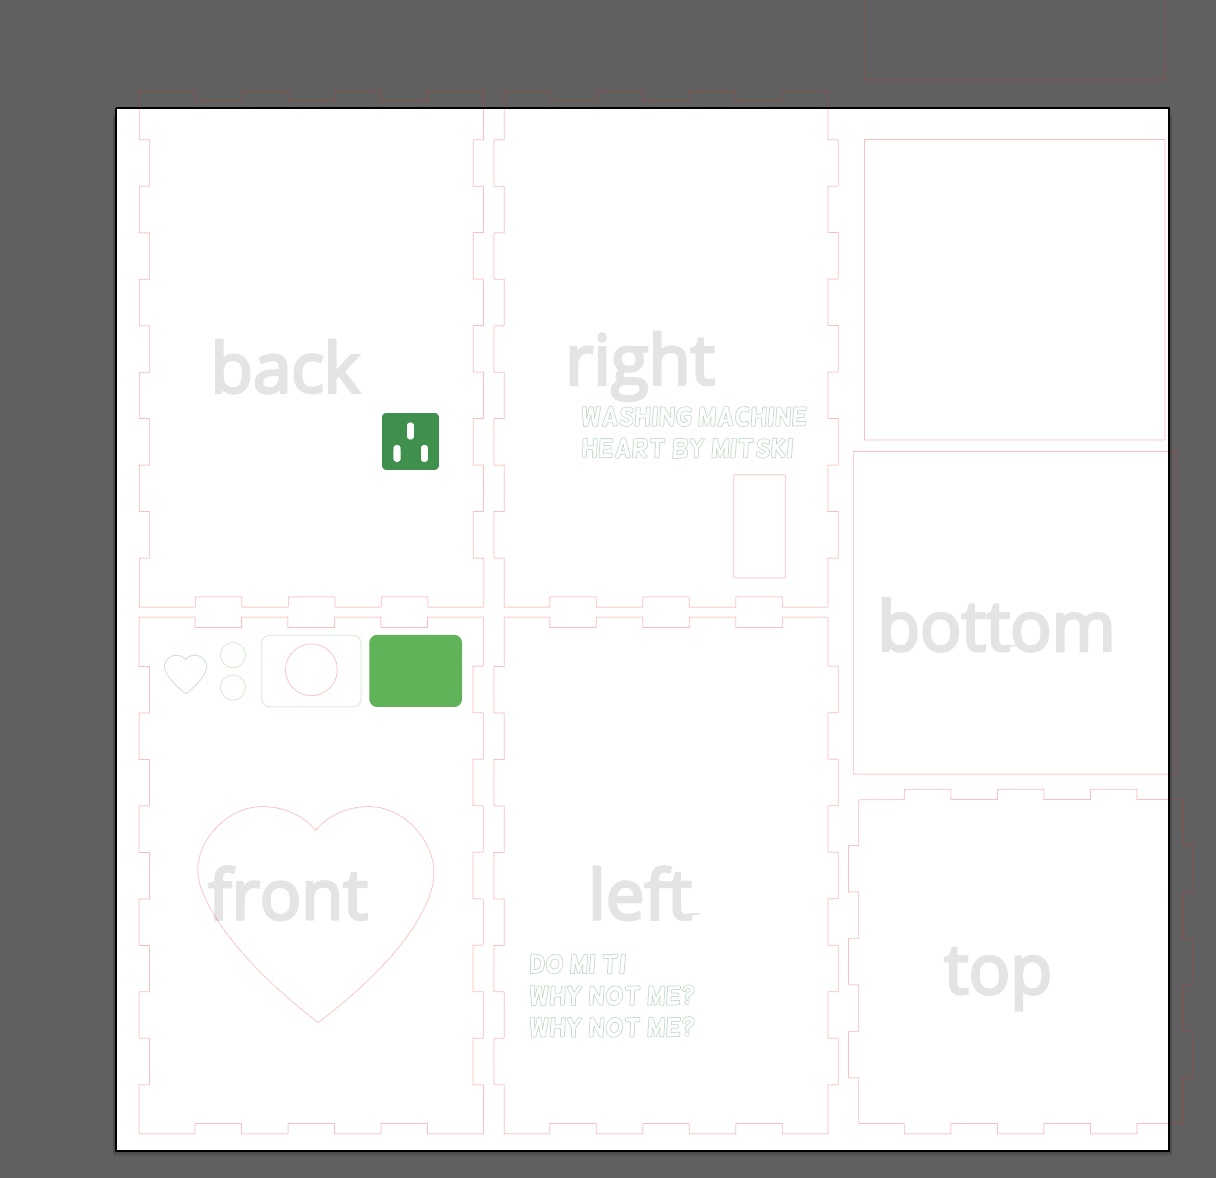 back
right
WASHING MACHINE
HEART BY MITSKI
bottom
front
left
DO MI TI
WHY NOT ME?
WHY NOT ME?
top